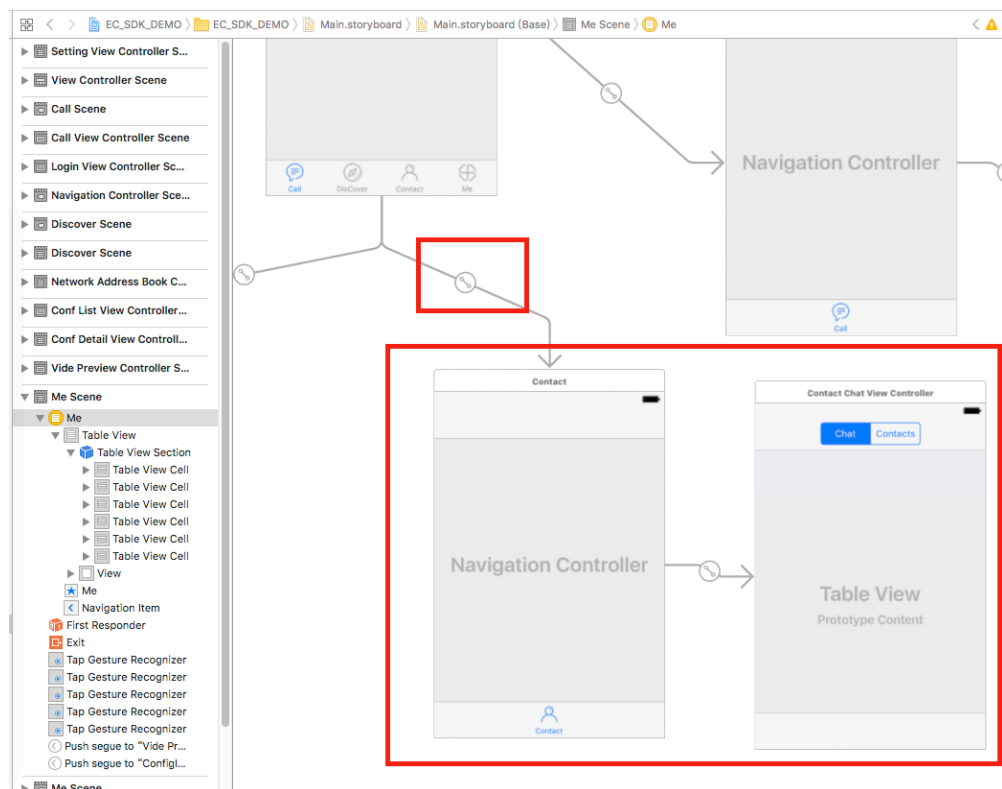 EC_SDK_DEMO
EC_SDK_DEMO
Main.storyboard
Main.storyboard (Base)
Me Scene
Me
Setting View Controller S...
View Controller Scene
Call Scene
Call View Controller Scene
Login View Controller Sc...
Navigation Controller Sce...
Discover Scene
Discover Scene
Network Address Book C...
Conf List View Controller...
Conf Detail View Controll...
Vide Preview Controller S...
Me Scene
Me
Table View
Table View Section
Table View Cell
Table View Cell
Table View Cell
Table View Cell
Table View Cell
Table View Cell
View
Me
Navigation Item
First Responder
Exit
Tap Gesture Recognizer
Tap Gesture Recognizer
Tap Gesture Recognizer
Tap Gesture Recognizer
Tap Gesture Recognizer
Push segue to "Vide Pr...
Push segue to "ConfigI...
Me Scene
Call
DisCover
Contact
Me
Navigation Controller
Call
Contact
Navigation Controller
Contact
Contact Chat View Controller
Chat
Contacts
Table View
Prototype Content